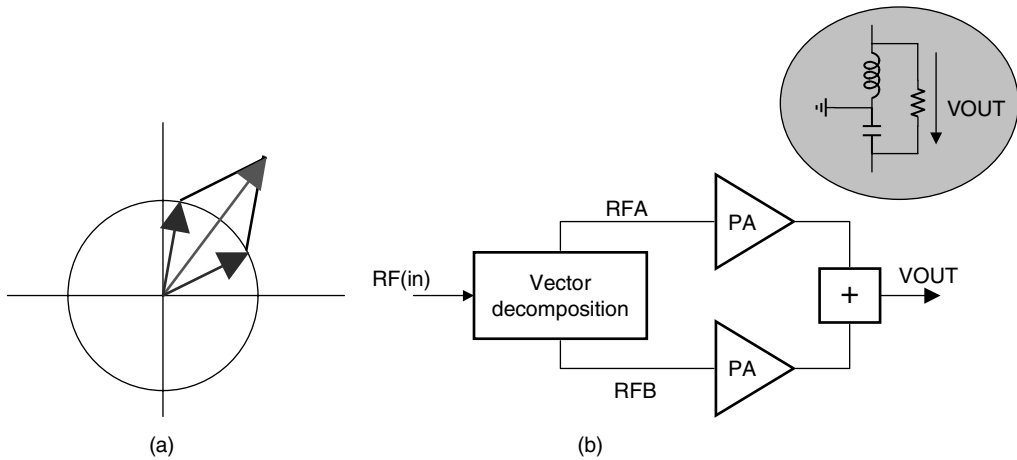 VOUT
RFA
PA
RF(in)
Vector
decomposition
+
VOUT
RFB
PA
(a)
(b)